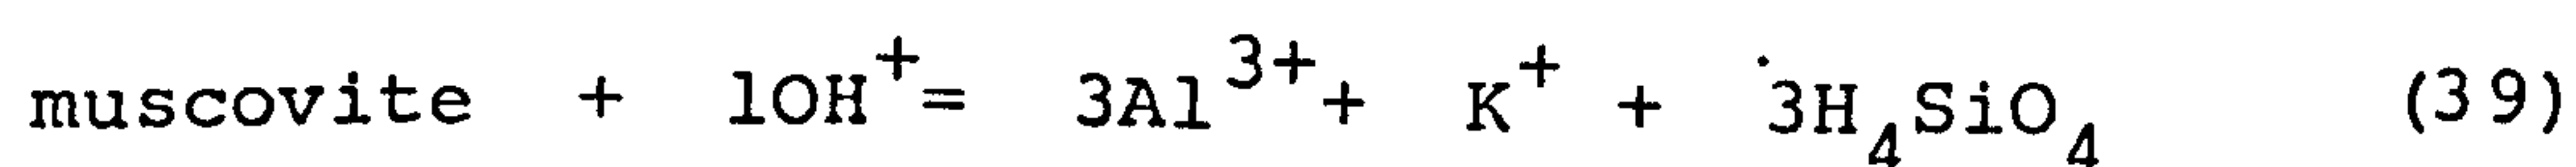 muscovite + 10H⁺ = 3Al³⁺ + K⁺ + 3H₄SiO₄ (39)